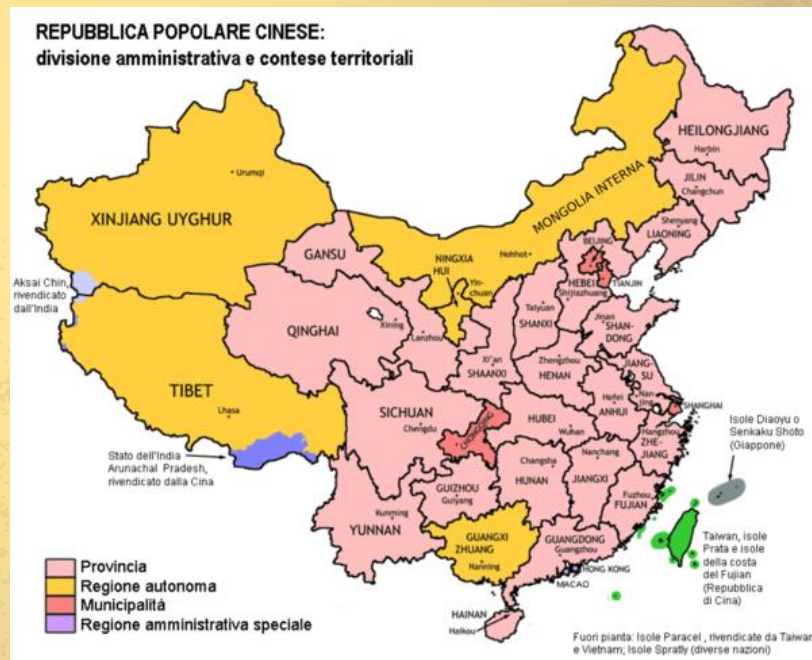 REPUBBLICA POPOLARE CINESE:
divisione amministrativa e contese territoriali
HEILONGJIANG
Harbin
JILIN
Changchun
Urumqi
MONGOLIA INTERNA
Shenyang
LIAONING
XINJIANG UYGHUR
GANSU
NINGXIA
HUI
Hohhot
BEIJING
TIANJIN
HEBEI
Shijiazhuang
Yin-
chuan
Aksai Chin,
rivendicato
dall'India
Taiyuan
SHANXI
Jinan
SHAN-
DONG
QINGHAI
Xining
Lanzhou
Xi'an
SHAANXI
Zhengzhou
HENAN
JIANG-
SU
TIBET
Lhasa
Hefei
ANHUI
Nan-
jing
SHANGHAI
SICHUAN
Chengdu
CHONGQING
HUBEI
Wuhan
Hangzhou
ZHE-
JIANG
Isole Diaoyu o
Senkaku Shoto
(Giappone)
Stato dell'India
Arunachal Pradesh,
rivendicato dalla Cina
Changsha
HUNAN
Nanchang
JIANGXI
GUIZHOU
Guiyang
Fuzhou
FUJIAN
YUNNAN
Kunming
GUANGXI
ZHUANG
Nanning
GUANGDONG
Guangzhou
HONG KONG
MACAO
Taiwan, isole
Prata e isole
della costa
del Fujian
(Repubblica
di Cina)
HAINAN
Haikou
Provincia
Regione autonoma
Municipalità
Regione amministrativa speciale
Fuori pianta: Isole Paracel , rivendicate da Taiwan
e Vietnam; Isole Spratly (diverse nazioni)